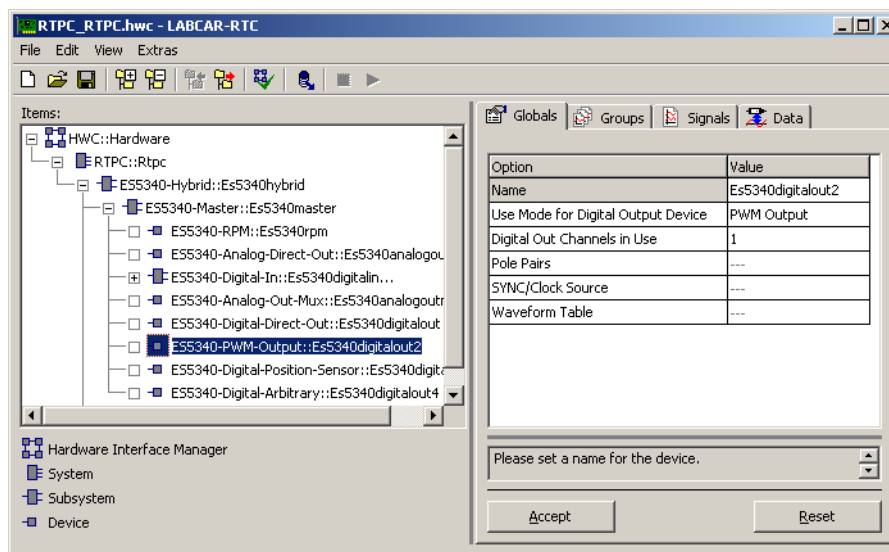 RTPC_RTPC.hwc - LABCAR-RTC
File Edit View Extras
Items:
HWC::Hardware
RTPC::Rtpc
ES5340-Hybrid::Es5340hybrid
ES5340-Master::Es5340master
ES5340-RPM::Es5340rpm
ES5340-Analog-Direct-Out::Es5340analogou
ES5340-Digital-In::Es5340digitalin...
ES5340-Analog-Out-Mux::Es5340analogoutr
ES5340-Digital-Direct-Out::Es5340digitalout
ES5340-PWM-Output::Es5340digitalout2
ES5340-Digital-Position-Sensor::Es5340digita
ES5340-Digital-Arbitrary::Es5340digitalout4
Hardware Interface Manager
System
Subsystem
Device
Globals Groups Signals Data
Option Value
Name Es5340digitalout2
Use Mode for Digital Output Device PWM Output
Digital Out Channels in Use 1
Pole Pairs ---
SYNC/Clock Source ---
Waveform Table ---
Please set a name for the device.
Accept Reset